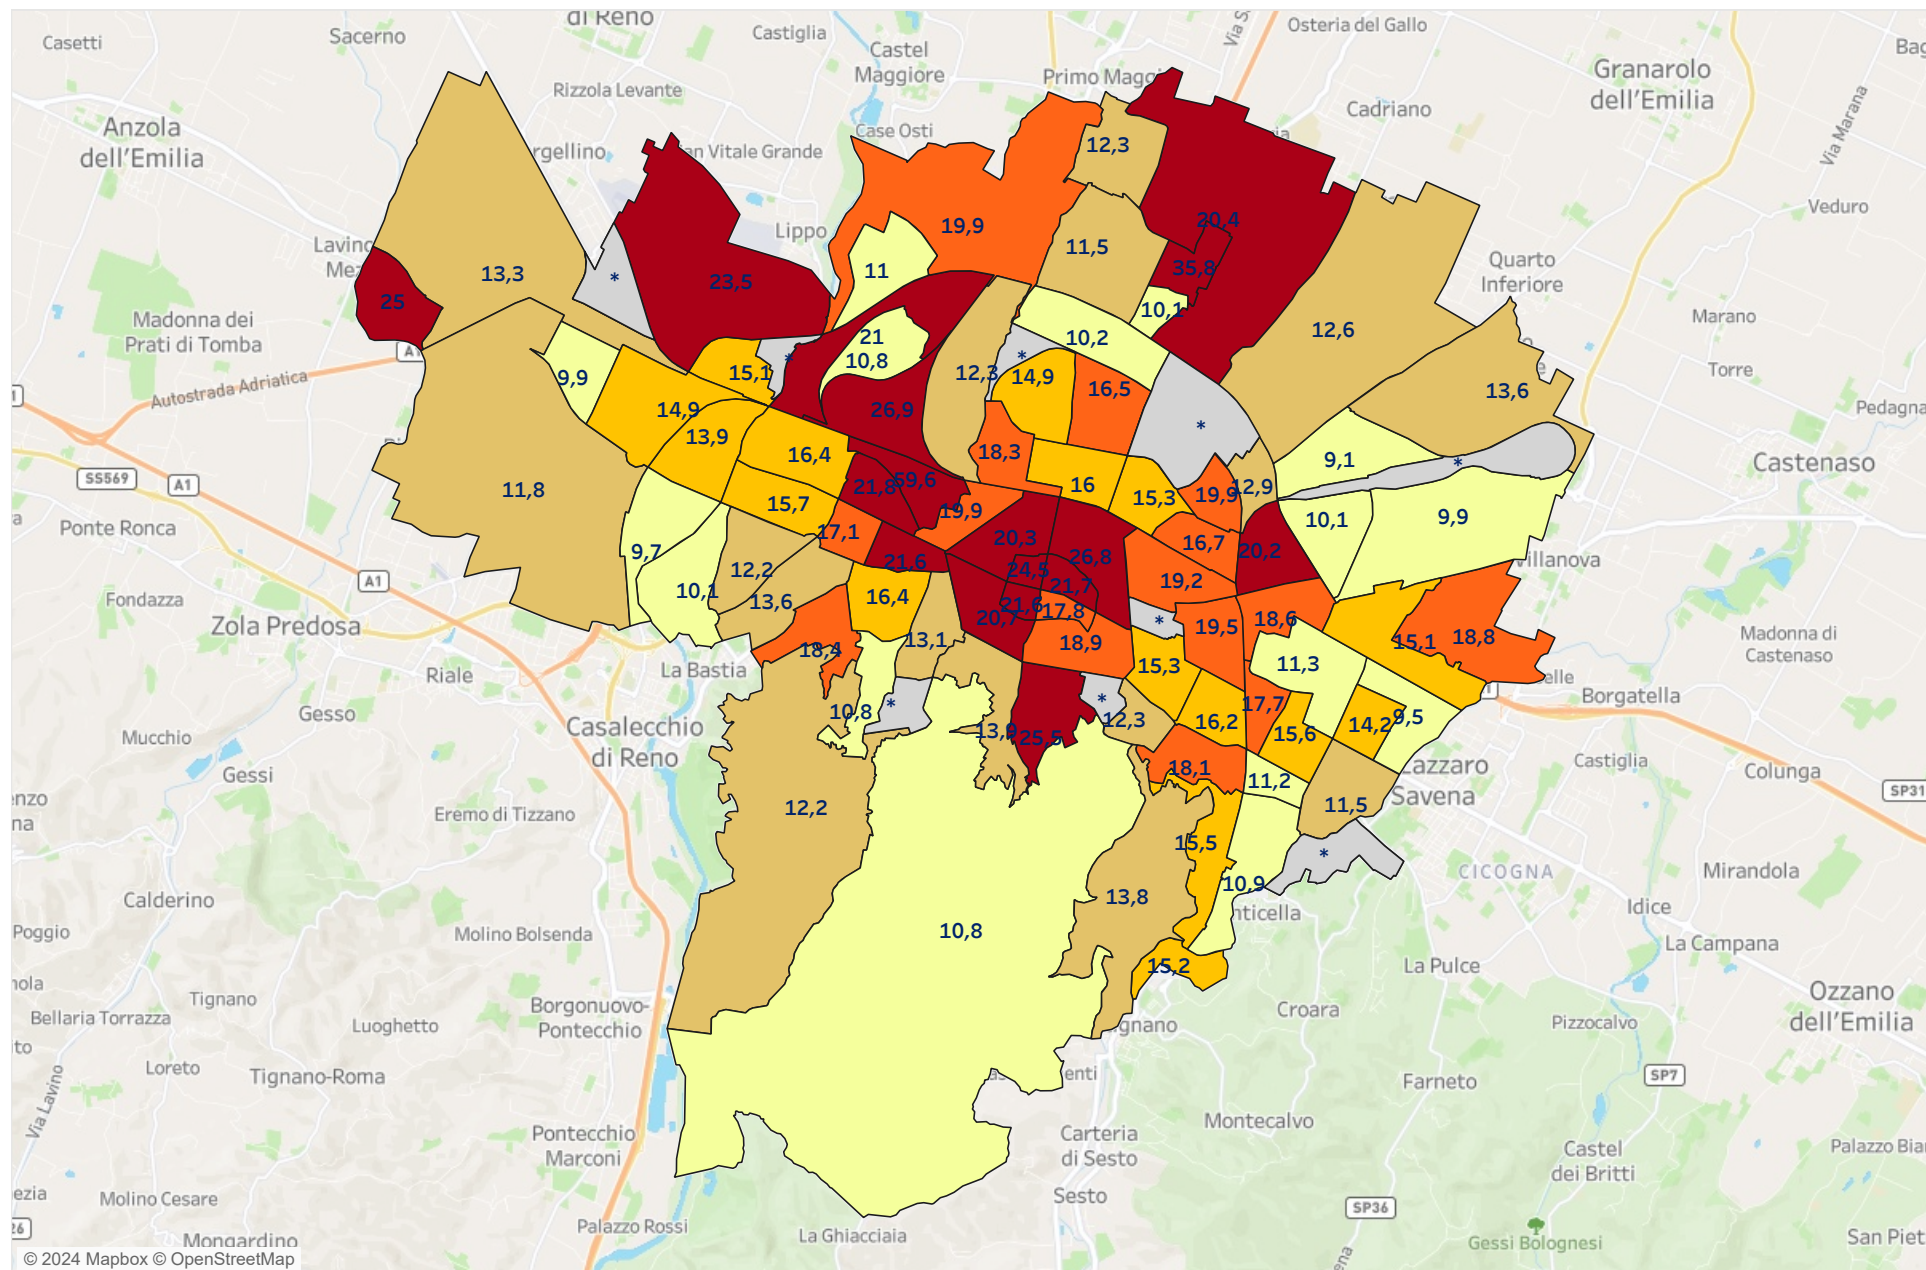 di Reno
Casetti
Sacerno
Castiglia
Castel
Maggiore
Osteria del Gallo
Primo Maggi
Granarolo
dell'Emilia
Rizzola Levante
Cadriano
Via Marana
Anzola
dell'Emilia
Case Osti
rgellino
an Vitale Grande
12,3
Veduro
20,4
19,9
Lippo
Lavino
11,5
Quarto
Inferiore
13,3
*
23,5
11
35,8
25
Madonna dei
Prati di Tomba
10,1
Marano
12,6
21
10,8
10,2
*
*
Torre
A1
Autostrada Adriatica
9,9
15,1
12,3
14,9
16,5
13,6
14,9
26,9
Pedagna
13,9
*
16,4
18,3
9,1
*
Castenaso
SS569
A1
11,8
21,8
59,6
16
15,3
19,9
12,9
15,7
19,9
10,1
9,9
Ponte Ronca
17,1
20,3
16,7
20,2
9,7
21,6
26,8
illanova
A1
12,2
24,5
21,7
19,2
Fondazza
10,1
13,6
16,4
21,6
17,8
20,7
*
19,5
18,6
Zola Predosa
13,1
18,9
15,1
18,8
Madonna di
Castenaso
18,4
15,3
11,3
La Bastia
Riale
elle
Borgatella
Gesso
10,8
*
*
12,3
17,7
16,2
14,2
9,5
Casalecchio
di Reno
13,9
25,5
15,6
Mucchio
Gessi
18,1
11,2
Lazzaro
Savena
Castiglia
Colunga
SP31
12,2
11,5
Eremo di Tizzano
15,5
*
CICOGNA
Mirandola
10,9
Calderino
13,8
nticella
Idice
Poggio
Molino Bolsenda
10,8
La Campana
15,2
La Pulce
Tignano
Borgonuovo-
Pontecchio
Croara
Ozzano
dell'Emilia
Bellaria Torrazza
Luoghetto
gnano
Pizzocalvo
Loreto
Tignano-Roma
enti
Farneto
SP7
Via Lavino
Montecalvo
Pontecchio
Marconi
Carteria
di Sesto
Castel
dei Britti
Palazzo Bia
Molino Cesare
Sesto
SP36
Palazzo Rossi
La Ghiacciaia
Mongardino
Gessi Bolognesi
San Piet
© 2024 Mapbox © OpenStreetMap